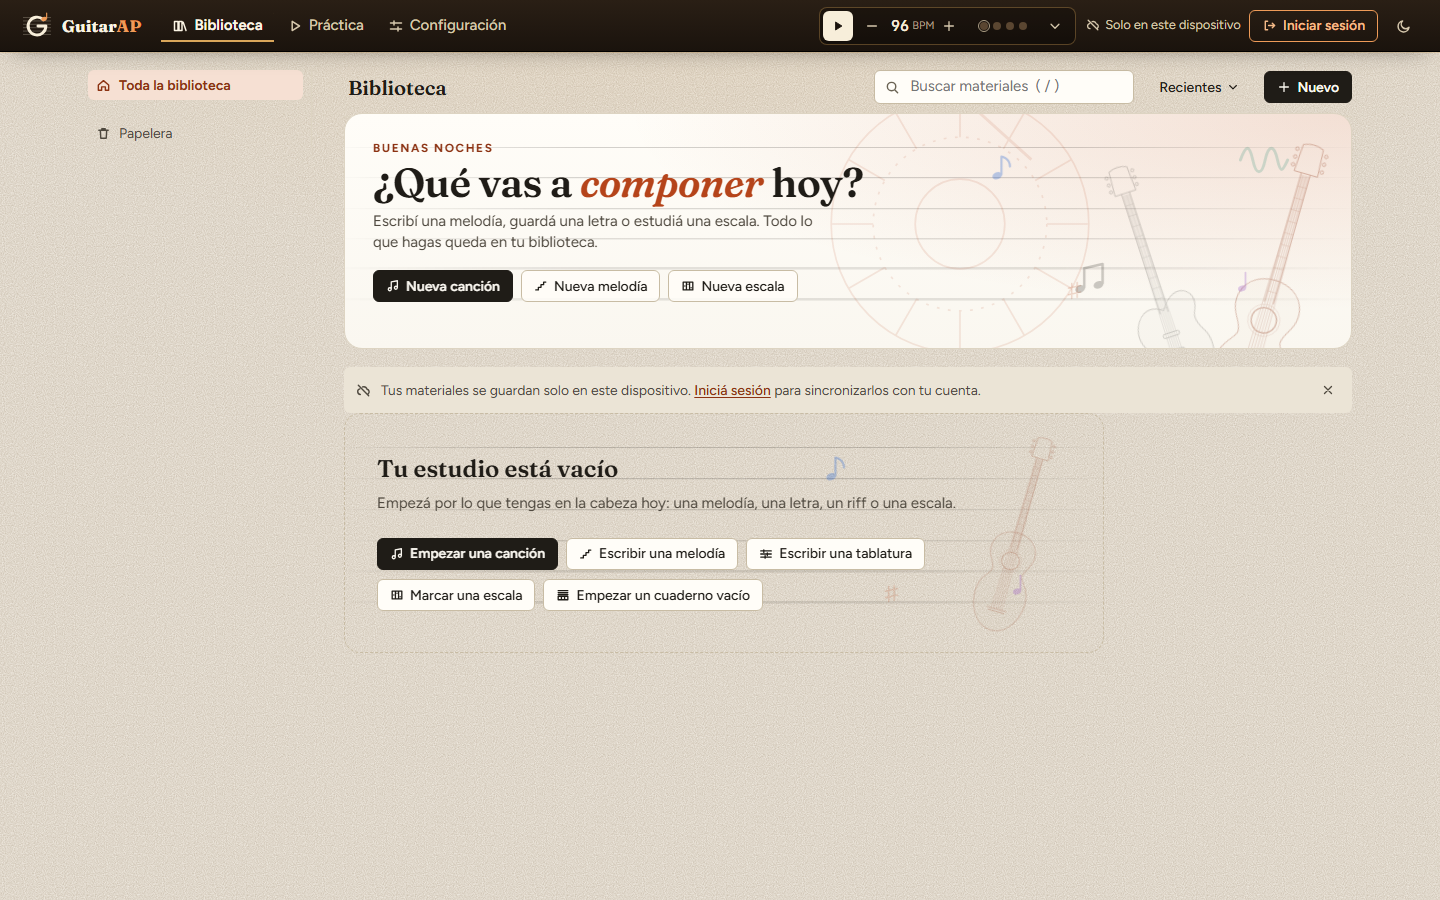 GuitarAP
Biblioteca
Práctica
Configuración
96 BPM
Solo en este dispositivo
Iniciar sesión
Toda la biblioteca
Papelera
Biblioteca
Buscar materiales ( / )
Recientes
Nuevo
BUENAS NOCHES
¿Qué vas a componer hoy?
Escribí una melodía, guardá una letra o estudiá una escala. Todo lo
que hagas queda en tu biblioteca.
Nueva canción
Nueva melodía
Nueva escala
Tus materiales se guardan solo en este dispositivo. Iniciá sesión para sincronizarlos con tu cuenta.
Tu estudio está vacío
Empezá por lo que tengas en la cabeza hoy: una melodía, una letra, un riff o una escala.
Empezar una canción
Escribir una melodía
Escribir una tablatura
Marcar una escala
Empezar un cuaderno vacío